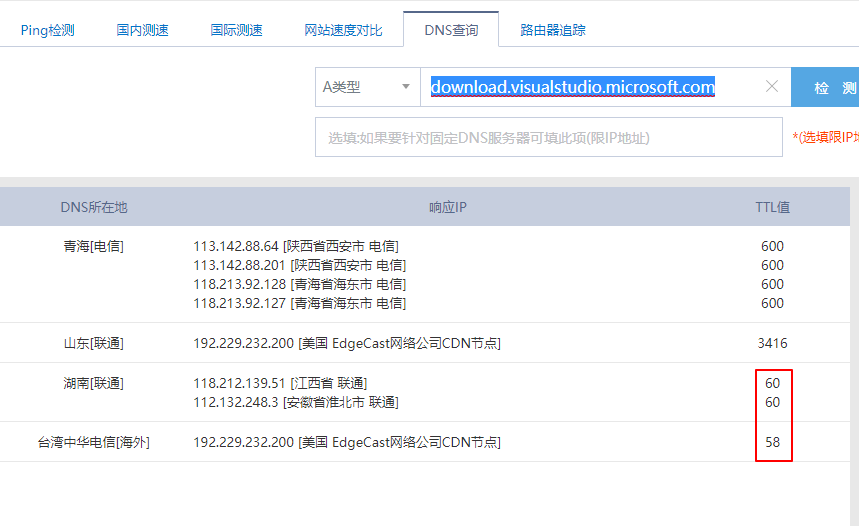 Ping检测 国内测速 国际测速 网站速度对比 DNS查询 路由器追踪
A类型 download.visualstudio.microsoft.com 检 测
选填:如果要针对固定DNS服务器可填此项(限IP地址) *(选填限IP地
DNS所在地 响应IP TTL值
青海[电信] 113.142.88.64 [陕西省西安市 电信] 600
113.142.88.201 [陕西省西安市 电信] 600
118.213.92.128 [青海省海东市 电信] 600
118.213.92.127 [青海省海东市 电信] 600
山东[联通] 192.229.232.200 [美国 EdgeCast网络公司CDN节点] 3416
湖南[联通] 118.212.139.51 [江西省 联通] 60
112.132.248.3 [安徽省淮北市 联通] 60
台湾中华电信[海外] 192.229.232.200 [美国 EdgeCast网络公司CDN节点] 58